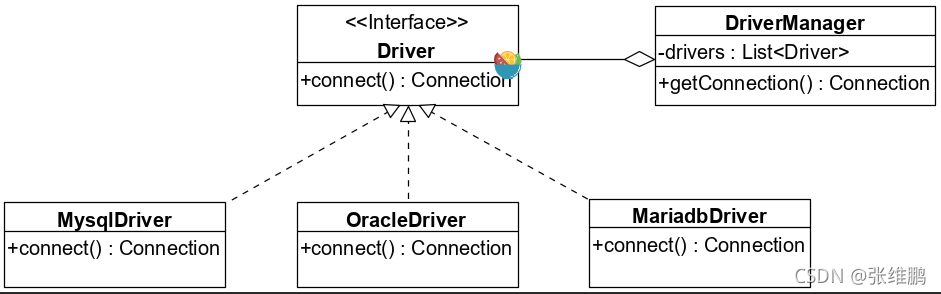 <<Interface>>
Driver
+connect() : Connection
DriverManager
-drivers : List<Driver>
+getConnection() : Connection
MysqlDriver
+connect() : Connection
OracleDriver
+connect() : Connection
MariadbDriver
+connect() : Connection
CSDN @张维鹏